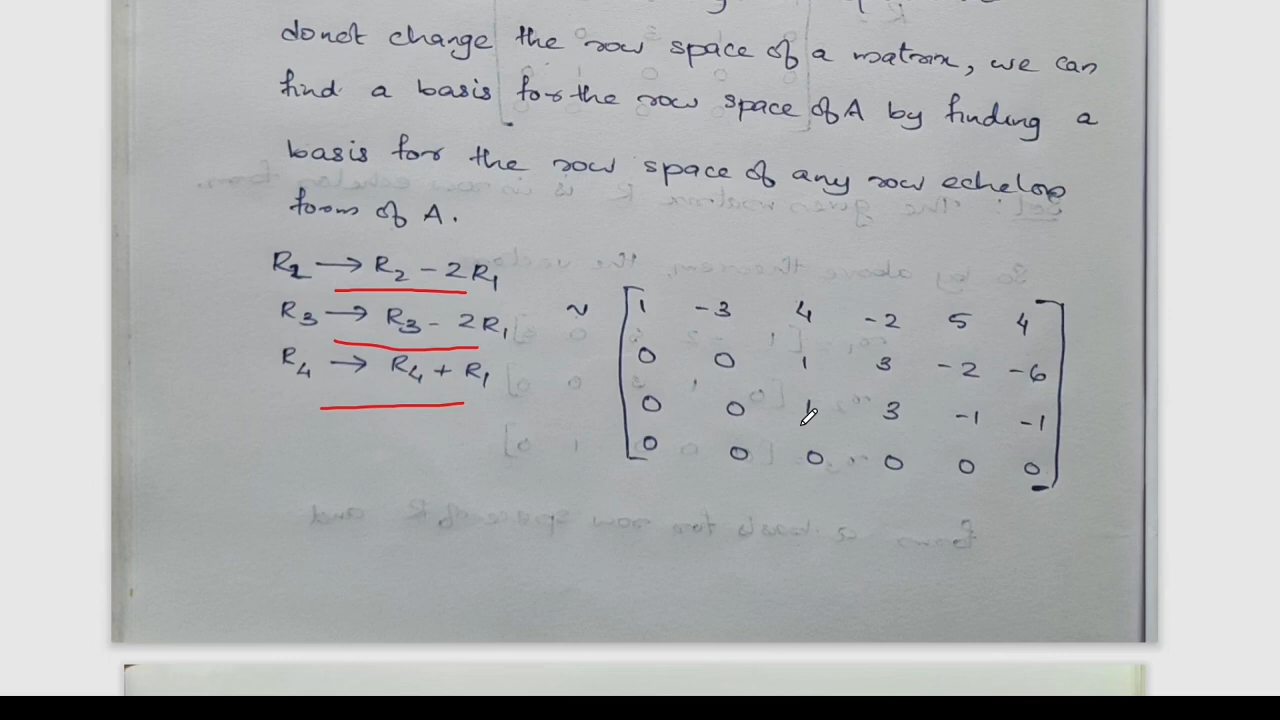 donot change the row space of a matrix, we can
find a basis for the row space of A by finding a
basis for the row space of any row echelon
form of A.
R2 → R2 - 2R1
R3 → R3 - 2R1
R4 → R4 + R1
~ [ 1 -3 4 -2 5 4
0 0 1 3 -2 -6
0 0 1 3 -1 -1
0 0 0 0 0 0 ]